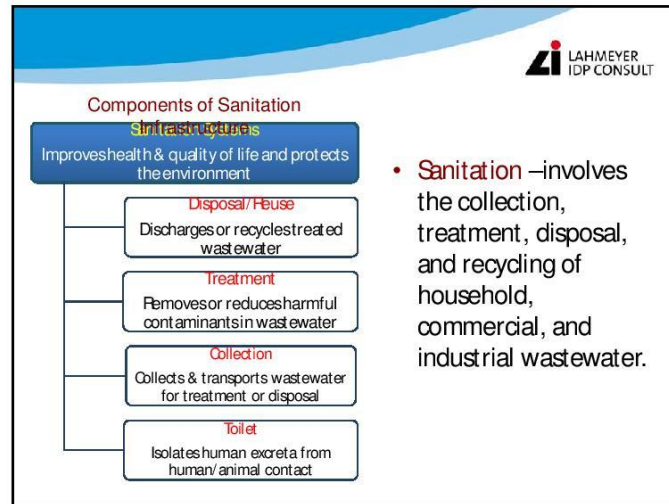 LAHMEYER
IDP CONSULT
Components of Sanitation
Infrastructure
Sanitation Systems
Improves health & quality of life and protects
the environment
Disposal/Reuse
Discharges or recycles treated
wastewater
Treatment
Removes or reduces harmful
contaminants in wastewater
Collection
Collects & transports wastewater
for treatment or disposal
Toilet
Isolates human excreta from
human/animal contact
• Sanitation –involves
the collection,
treatment, disposal,
and recycling of
household,
commercial, and
industrial wastewater.